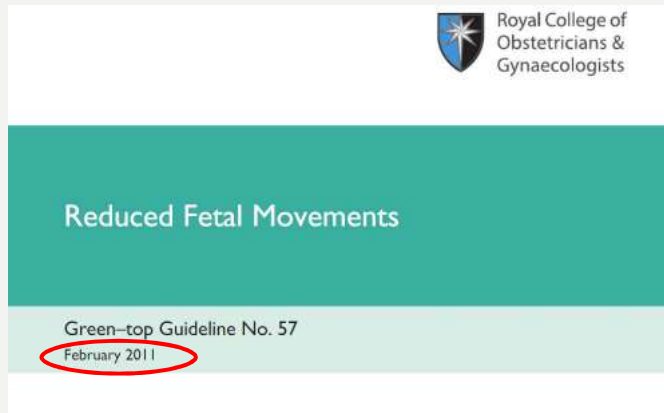 Royal College of
Obstetricians &
Gynaecologists
Reduced Fetal Movements
Green–top Guideline No. 57
February 2011